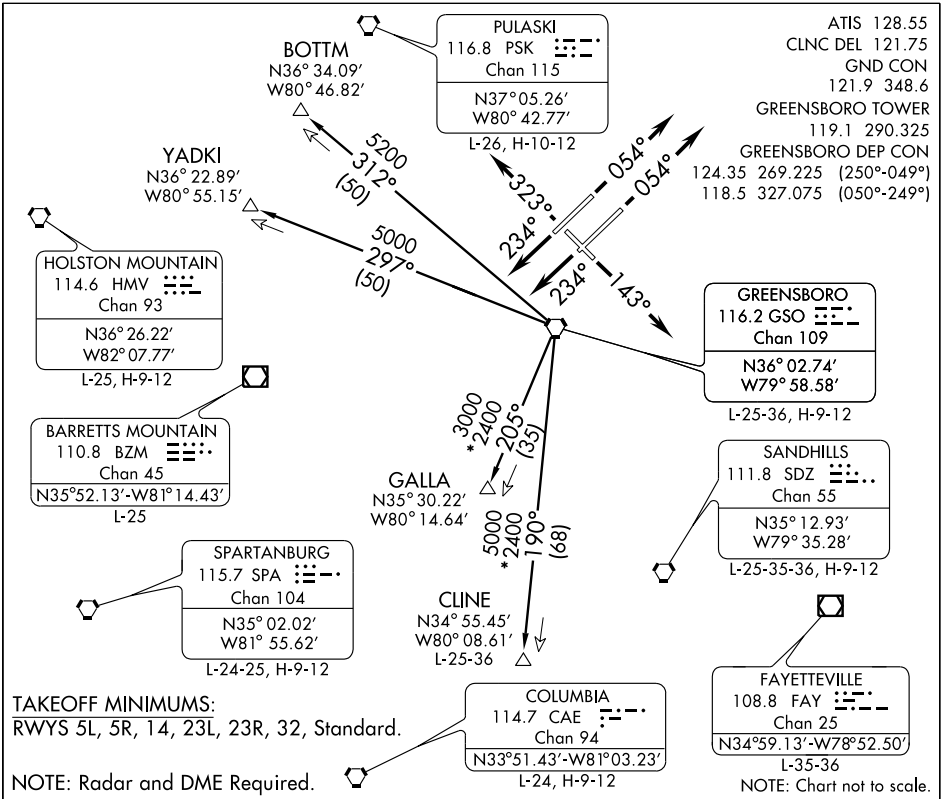 PULASKI
116.8 PSK
Chan 115
N37° 05.26’
W80° 42.77’
L-26, H-10-12
ATIS 128.55
CLNC DEL 121.75
GND CON
121.9 348.6
GREENSBORO TOWER
119.1 290.325
GREENSBORO DEP CON
124.35 269.225 (250°-049°)
118.5 327.075 (050°-249°)
BOTTM
N36° 34.09’
W80° 46.82’
YADKI
N36° 22.89’
W80° 55.15’
5200
312°
(50)
5000
297°
(50)
323°
054°
054°
234°
234°
143°
HOLSTON MOUNTAIN
114.6 HMV
Chan 93
N36° 26.22’
W82° 07.77’
L-25, H-9-12
GREENSBORO
116.2 GSO
Chan 109
N36° 02.74’
W79° 58.58’
L-25-36, H-9-12
BARRETTS MOUNTAIN
110.8 BZM
Chan 45
N35°52.13’-W81°14.43’
L-25
3000
*2400
205°
(35)
GALLA
N35° 30.22’
W80° 14.64’
5000
*2400
190°
(68)
SANDHILLS
111.8 SDZ
Chan 55
N35° 12.93’
W79° 35.28’
L-25-35-36, H-9-12
SPARTANBURG
115.7 SPA
Chan 104
N35° 02.02’
W81° 55.62’
L-24-25, H-9-12
CLINE
N34° 55.45’
W80° 08.61’
L-25-36
FAYETTEVILLE
108.8 FAY
Chan 25
N34°59.13’-W78°52.50’
L-35-36
COLUMBIA
114.7 CAE
Chan 94
N33°51.43’-W81°03.23’
L-24, H-9-12
TAKEOFF MINIMUMS:
RWYS 5L, 5R, 14, 23L, 23R, 32, Standard.
NOTE: Radar and DME Required.
NOTE: Chart not to scale.